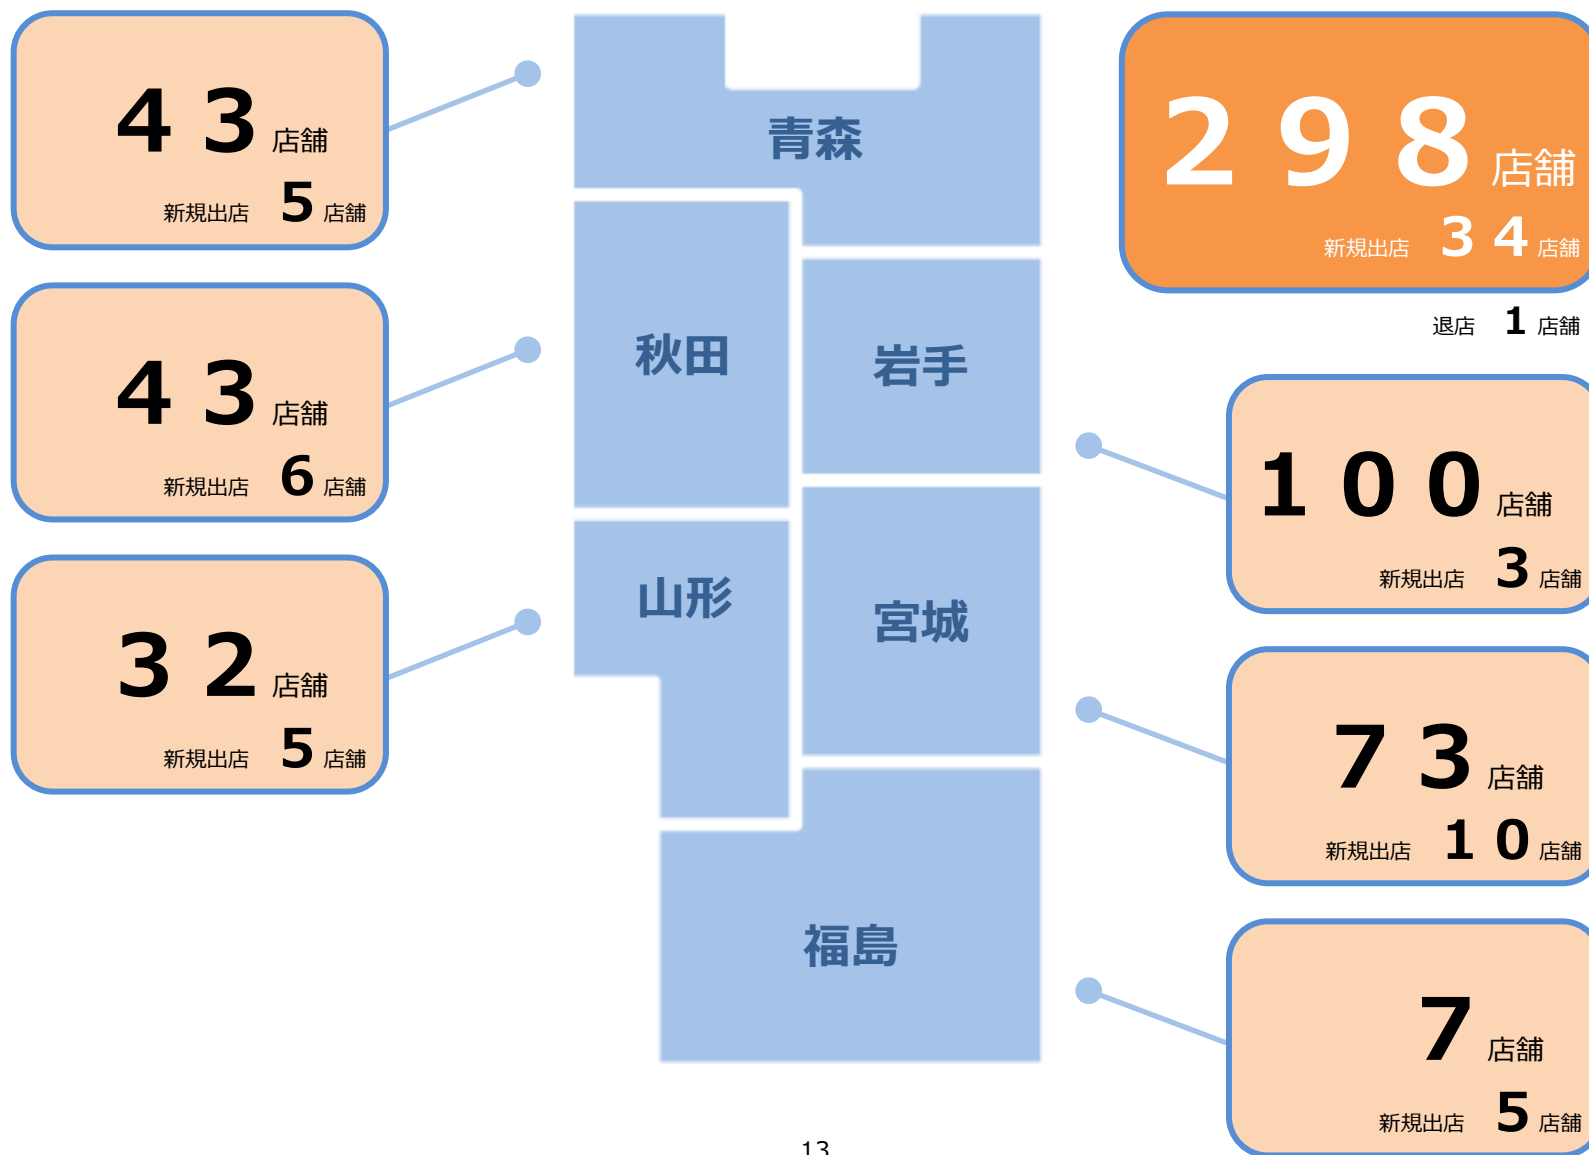 ４３店舗
新規出店 ５店舗
４３店舗
新規出店 ６店舗
３２店舗
新規出店 ５店舗
青森
秋田
岩手
山形
宮城
福島
２９８店舗
新規出店 ３４店舗
退店 １店舗
１００店舗
新規出店 ３店舗
７３店舗
新規出店 １０店舗
７店舗
新規出店 ５店舗
13